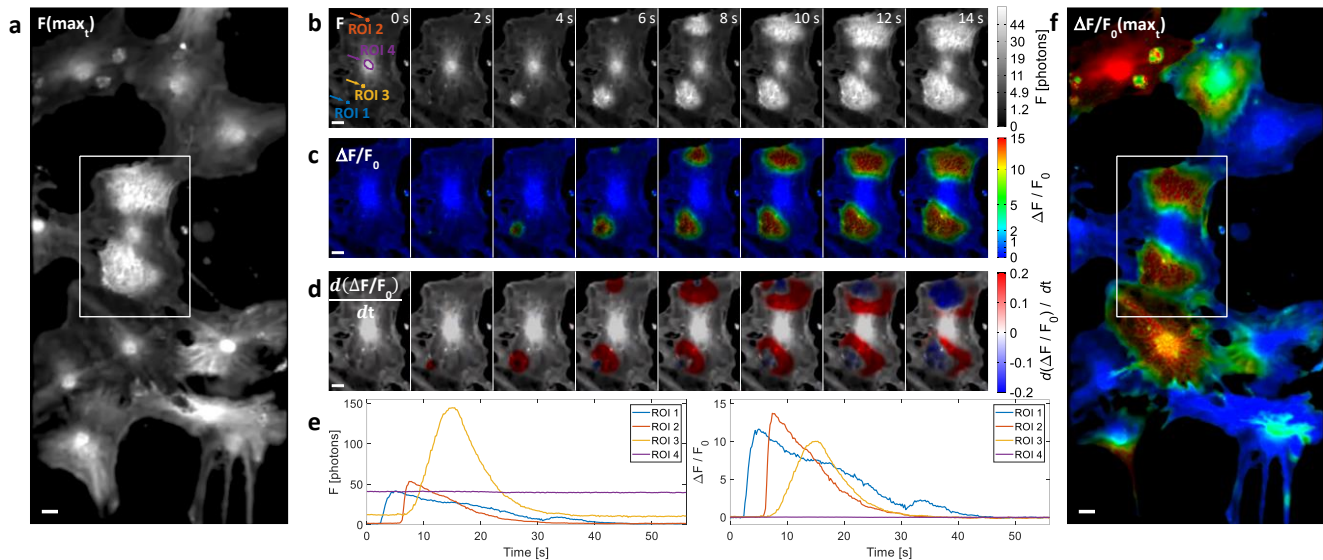 a
F(maxt)
b
F
0 s
2 s
4 s
6 s
8 s
10 s
12 s
14 s
ROI 2
ROI 4
ROI 3
ROI 1
44
30
19
11
4.9
1.2
0
F [photons]
c
ΔF/F0
15
10
5
2
1
0
ΔF / F0
d
d(ΔF/F0)
dt
0.2
0.1
0
-0.1
-0.2
d(ΔF / F0) / dt
e
150
100
50
0
F [photons]
0
10
20
30
40
50
Time [s]
ROI 1
ROI 2
ROI 3
ROI 4
10
5
0
ΔF / F0
0
10
20
30
40
50
Time [s]
ROI 1
ROI 2
ROI 3
ROI 4
f
ΔF/F0(maxt)